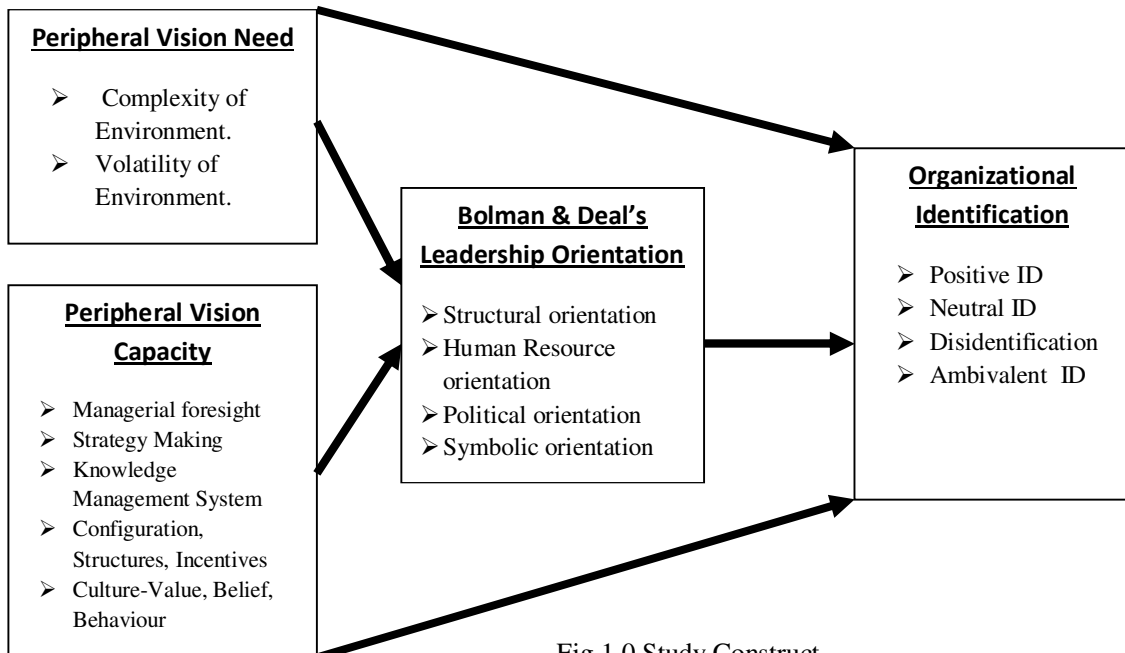 Peripheral Vision Need
➢ Complexity of
Environment.
➢ Volatility of
Environment.
Peripheral Vision
Capacity
➢ Managerial foresight
➢ Strategy Making
➢ Knowledge
Management System
➢ Configuration,
Structures, Incentives
➢ Culture-Value, Belief,
Behaviour
Bolman & Deal’s
Leadership Orientation
➢ Structural orientation
➢ Human Resource
orientation
➢ Political orientation
➢ Symbolic orientation
Organizational
Identification
➢ Positive ID
➢ Neutral ID
➢ Disidentification
➢ Ambivalent ID
Fig 1.0 Study Construct